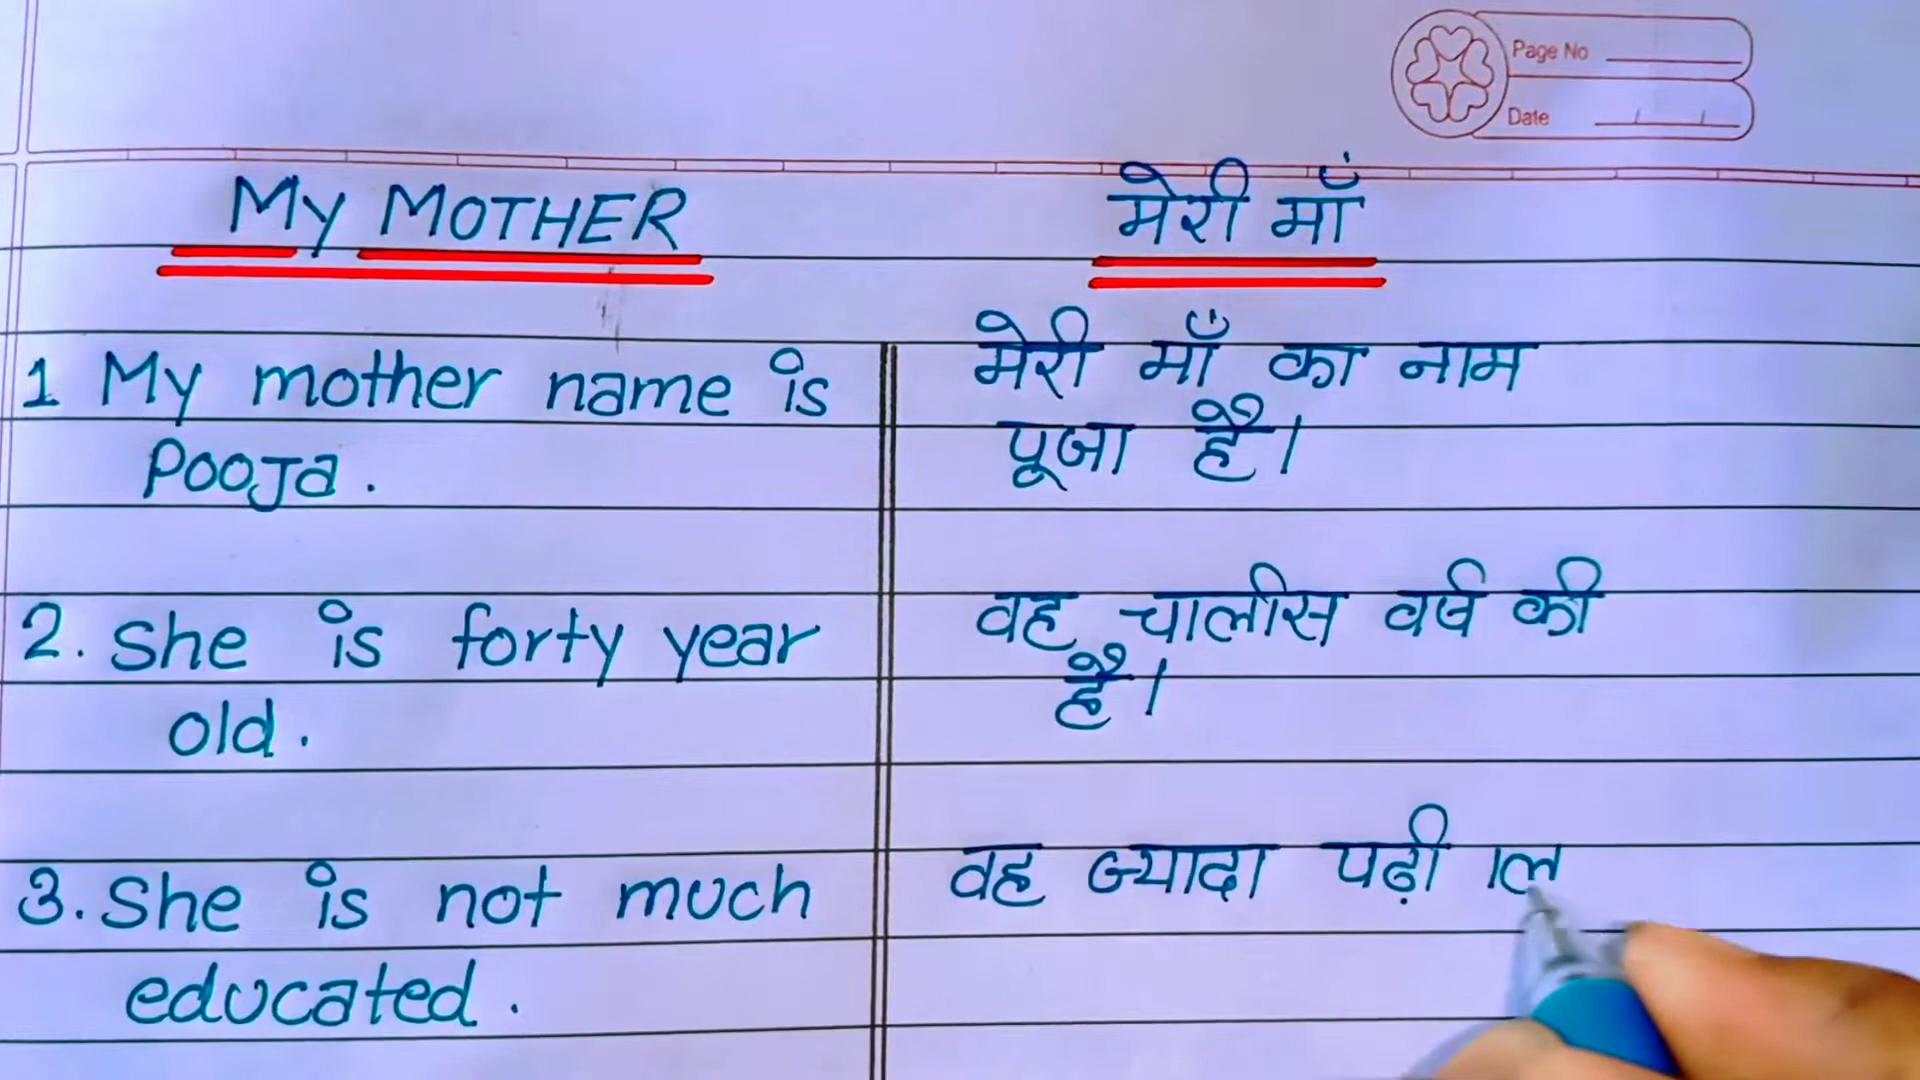 Page No
Date
My MOTHER
मेरी माँ
1 My mother name is
Pooja.
मेरी माँ का नाम
पूजा है।
2. She is forty year
old.
वह चालीस वर्ष की
है।
3. She is not much
educated.
वह ज्यादा पढ़ी